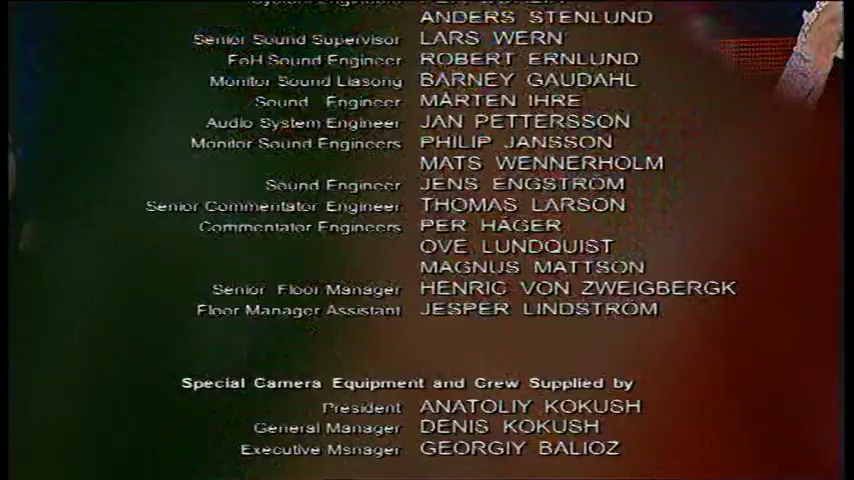 ANDERS STENLUND
Senior Sound Supervisor LARS WERN
FoH Sound Engineer ROBERT ERNLUND
Monitor Sound Liasong BARNEY GAUDAHL
Sound Engineer MÅRTEN IHRE
Audio System Engineer JAN PETTERSSON
Monitor Sound Engineers PHILIP JANSSON
MATS WENNERHOLM
Sound Engineer JENS ENGSTRÖM
Senior Commentator Engineer THOMAS LARSON
Commentator Engineers PER HÄGER
OVE LUNDQUIST
MAGNUS MATTSON
Senior Floor Manager HENRIC VON ZWEIGBERGK
Floor Manager Assistant JESPER LINDSTRÖM
Special Camera Equipment and Crew Supplied by
President ANATOLIY KOKUSH
General Manager DENIS KOKUSH
Executive Msnager GEORGIY BALIOZ